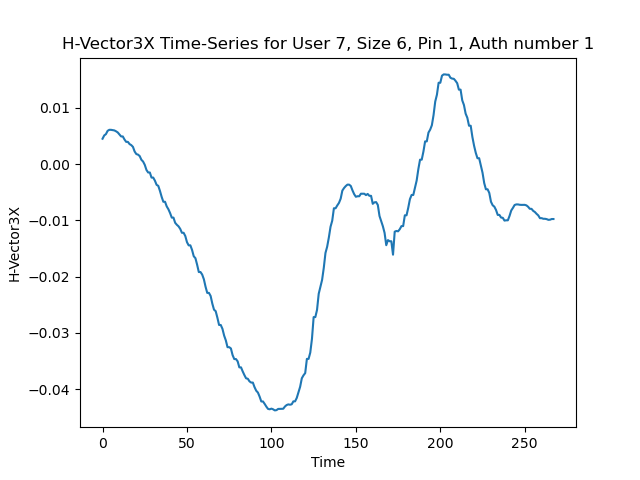 H-Vector3X Time-Series for User 7, Size 6, Pin 1, Auth number 1
H-Vector3X
0.01
0.00
−0.01
−0.02
−0.03
−0.04
0 50 100 150 200 250
Time